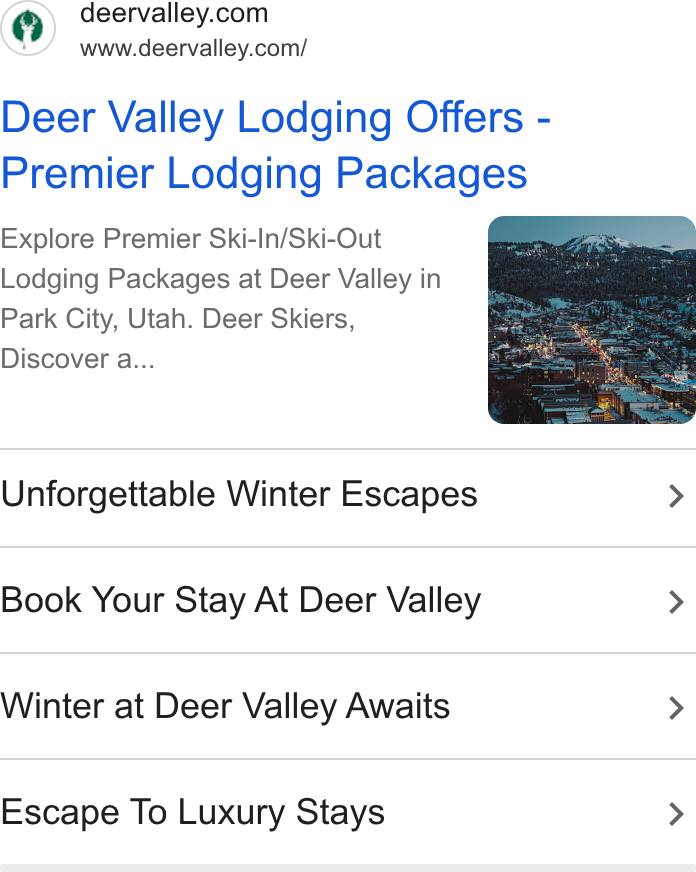 deervalley.com
www.deervalley.com/
Deer Valley Lodging Offers -
Premier Lodging Packages
Explore Premier Ski-In/Ski-Out
Lodging Packages at Deer Valley in
Park City, Utah. Deer Skiers,
Discover a...
Unforgettable Winter Escapes
Book Your Stay At Deer Valley
Winter at Deer Valley Awaits
Escape To Luxury Stays